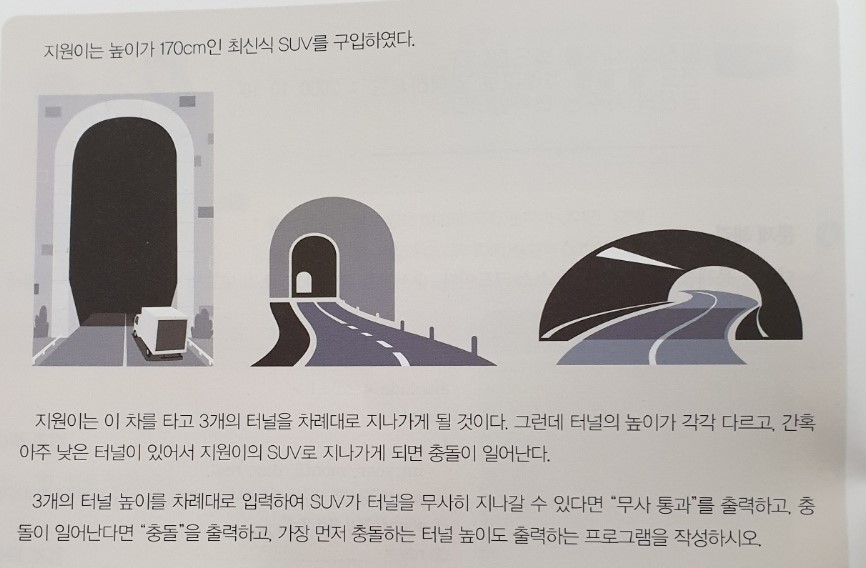 지원이는 높이가 170cm인 최신식 SUV를 구입하였다.
지원이는 이 차를 타고 3개의 터널을 차례대로 지나가게 될 것이다. 그런데 터널의 높이가 각각 다르고, 간혹
아주 낮은 터널이 있어서 지원이의 SUV로 지나가게 되면 충돌이 일어난다.
3개의 터널 높이를 차례대로 입력하여 SUV가 터널을 무사히 지나갈 수 있다면 “무사 통과”를 출력하고, 충
돌이 일어난다면 “충돌”을 출력하고, 가장 먼저 충돌하는 터널 높이도 출력하는 프로그램을 작성하시오.